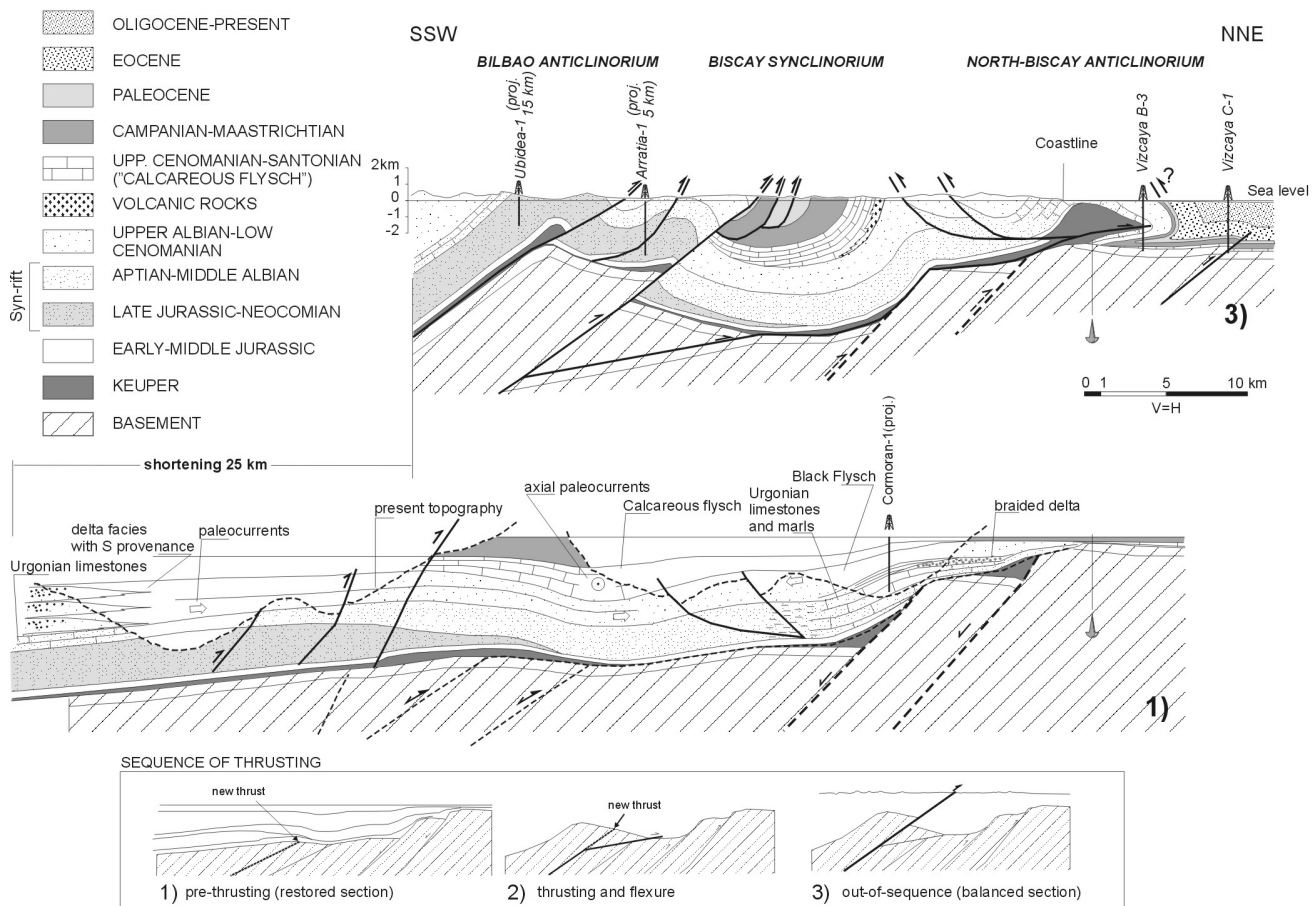 OLIGOCENE-PRESENT
EOCENE
PALEOCENE
CAMPANIAN-MAASTRICHTIAN
UPP. CENOMANIAN-SANTONIAN
("CALCAREOUS FLYSCH")
VOLCANIC ROCKS
UPPER ALBIAN-LOW
CENOMANIAN
Syn-rift
APTIAN-MIDDLE ALBIAN
LATE JURASSIC-NEOCOMIAN
EARLY-MIDDLE JURASSIC
KEUPER
BASEMENT
SSW
NNE
BILBAO ANTICLINORIUM
BISCAY SYNCLINORIUM
NORTH-BISCAY ANTICLINORIUM
Ubidea-1 (proj.
15 km)
Arratia-1 (proj.
5 km)
Coastline
Vizcaya B-3
Vizcaya C-1
?
2km
1
0
-1
-2
0
Sea level
3)
0 1 5 10 km
V=H
shortening 25 km
Cormoran-1(proj.)
axial paleocurrents
Black Flysch
present topography
Calcareous flysch
Urgonian
limestones
and marls
braided delta
delta facies
with S provenance
paleocurrents
Urgonian limestones
1)
SEQUENCE OF THRUSTING
new thrust
new thrust
1) pre-thrusting (restored section)
2) thrusting and flexure
3) out-of-sequence (balanced section)